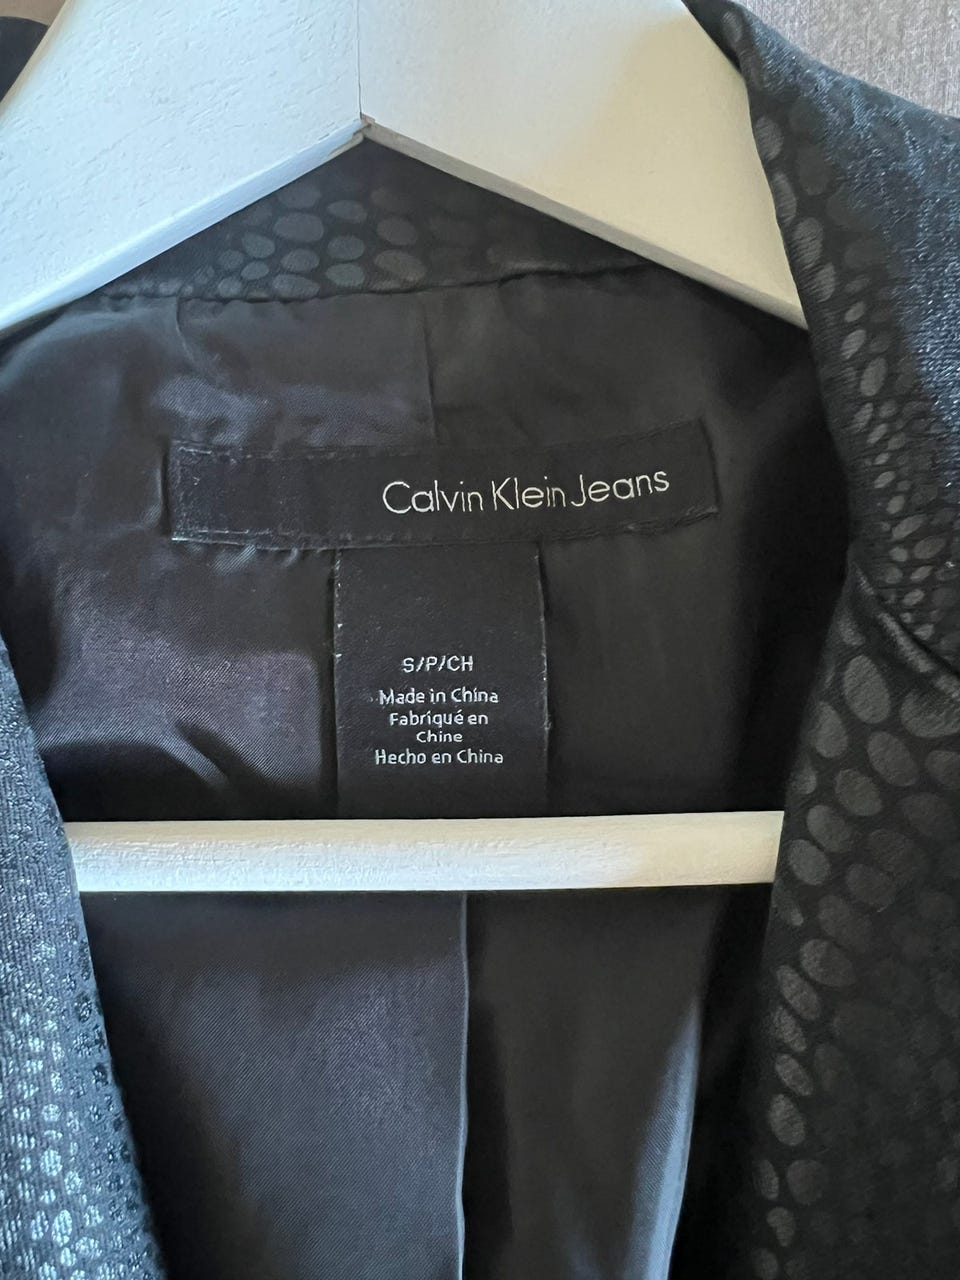 Calvin Klein Jeans
S/P/CH
Made in China
Fabriqué en
Chine
Hecho en China